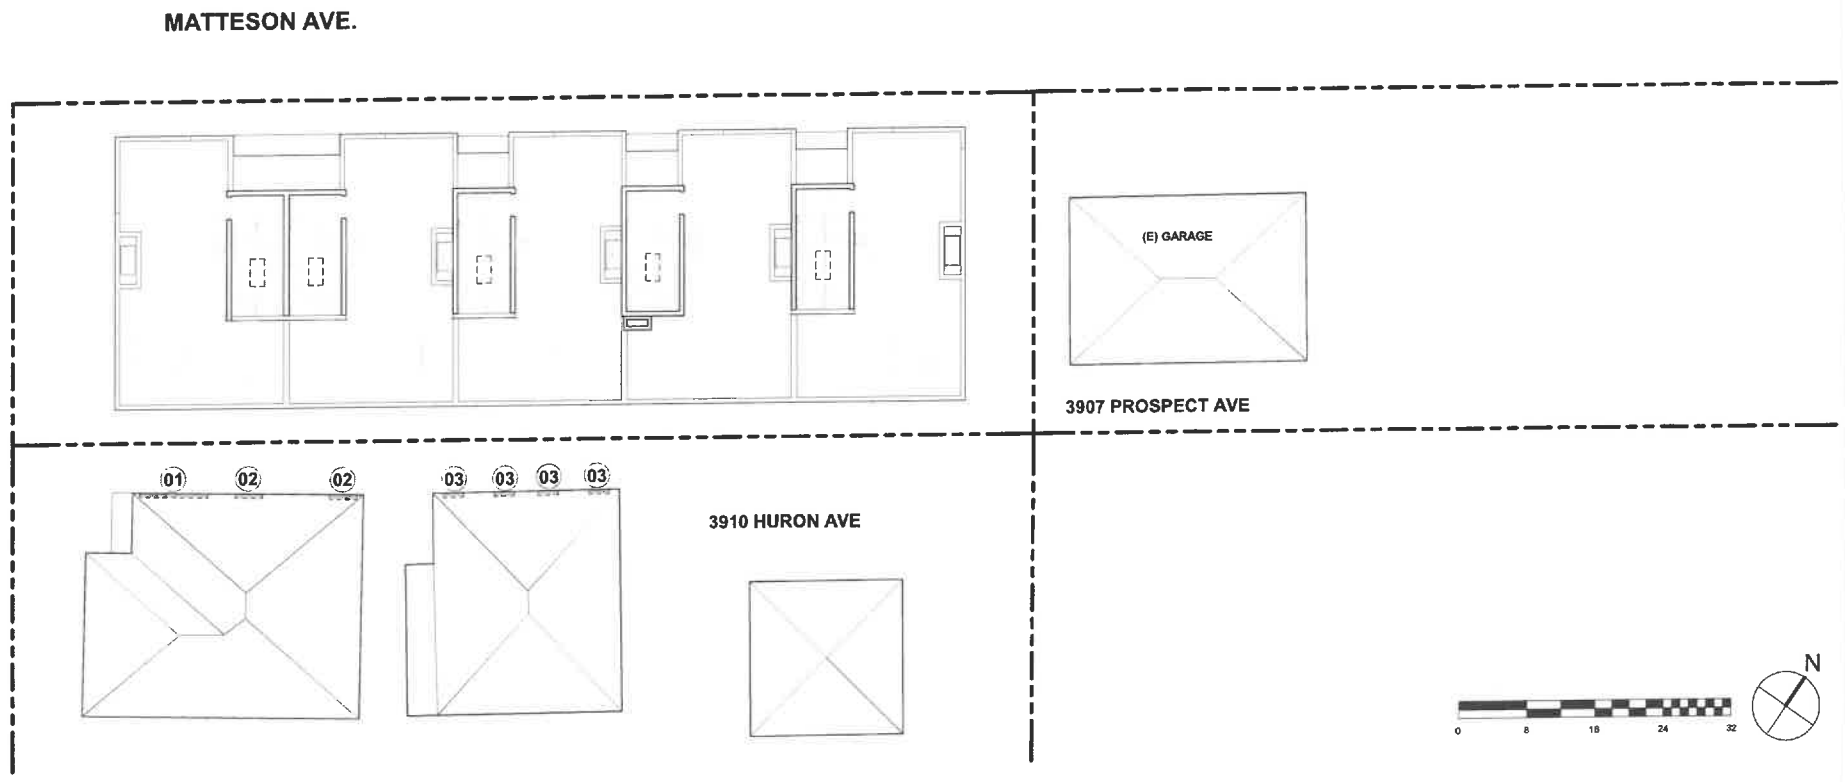 MATTESON AVE.
(E) GARAGE
3907 PROSPECT AVE
01 02 02 03 03 03 03
3910 HURON AVE
N
0 8 16 24 32